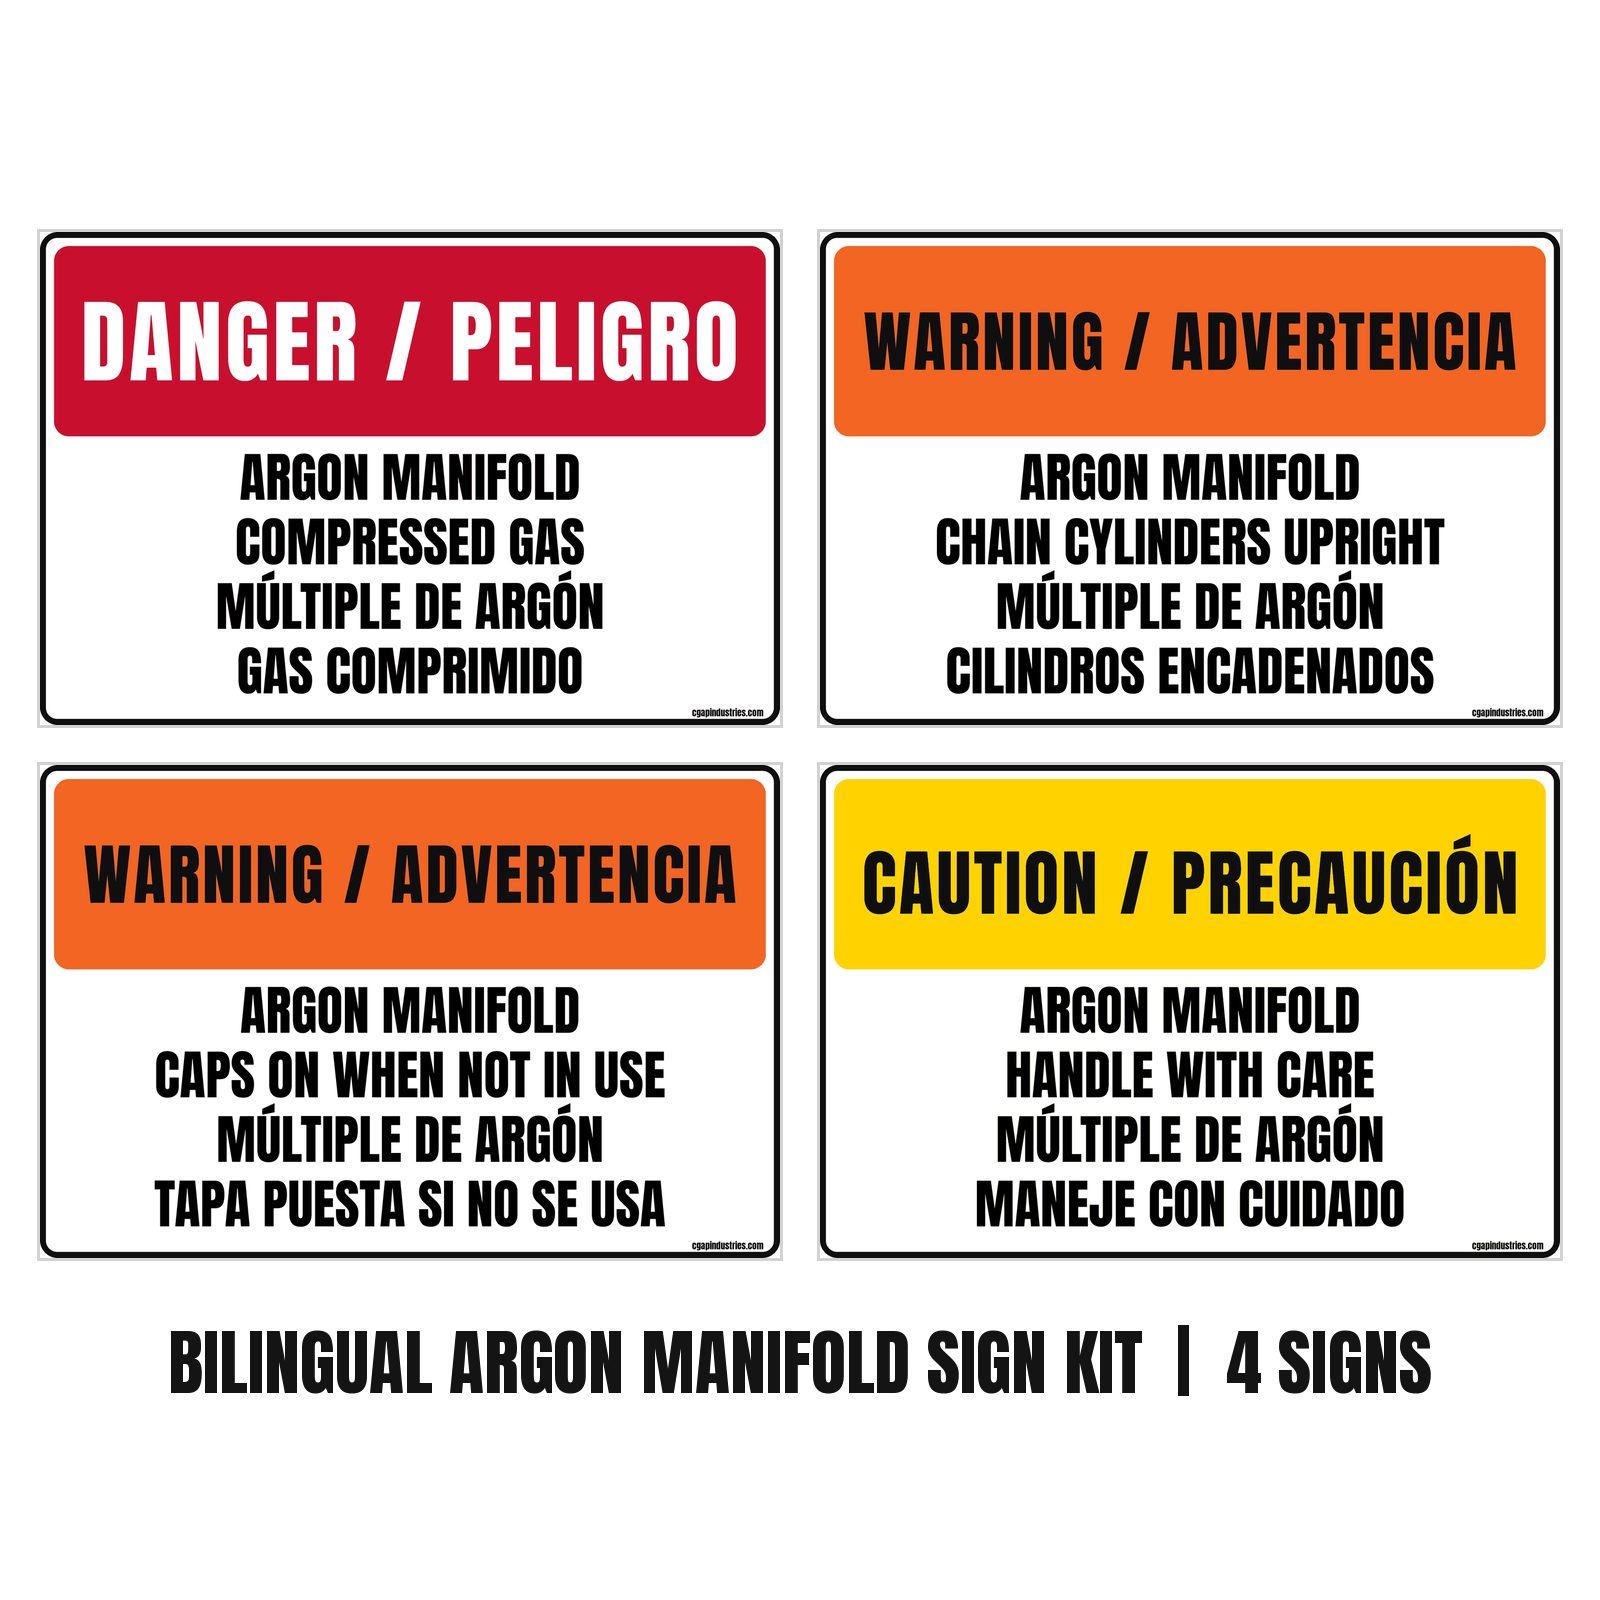 DANGER / PELIGRO
ARGON MANIFOLD
COMPRESSED GAS
MÚLTIPLE DE ARGÓN
GAS COMPRIMIDO
cgapindustries.com
WARNING / ADVERTENCIA
ARGON MANIFOLD
CHAIN CYLINDERS UPRIGHT
MÚLTIPLE DE ARGÓN
CILINDROS ENCADENADOS
cgapindustries.com
WARNING / ADVERTENCIA
ARGON MANIFOLD
CAPS ON WHEN NOT IN USE
MÚLTIPLE DE ARGÓN
TAPA PUESTA SI NO SE USA
cgapindustries.com
CAUTION / PRECAUCIÓN
ARGON MANIFOLD
HANDLE WITH CARE
MÚLTIPLE DE ARGÓN
MANEJE CON CUIDADO
cgapindustries.com
BILINGUAL ARGON MANIFOLD SIGN KIT | 4 SIGNS